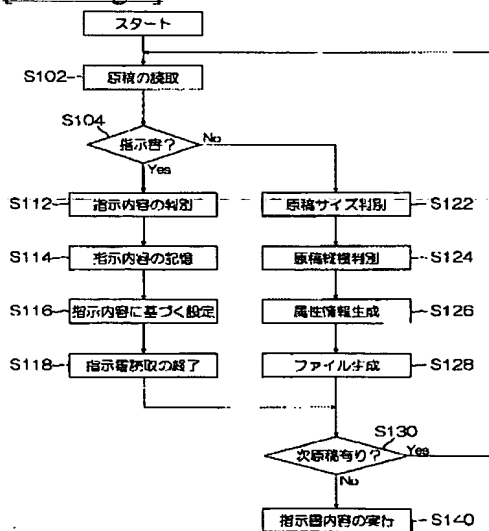 スタート
S102
原稿の読取
S104
指示書?
No
Yes
S112
指示内容の判別
原稿サイズ判別
S122
S114
指示内容の記憶
原稿縦横判別
S124
S116
指示内容に基づく設定
属性情報生成
S126
S118
指示書読取の終了
ファイル生成
S128
S130
次原稿有り?
Yes
No
指示書内容の実行
S140